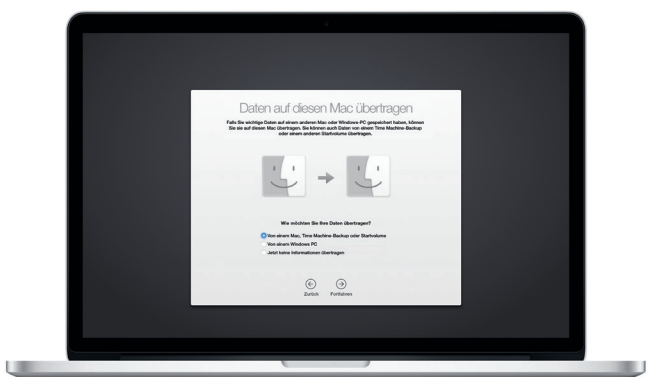 Daten auf diesen Mac übertragen
Falls Sie wichtige Daten auf einem anderen Mac oder Windows-PC gespeichert haben, können
Sie sie auf diesen Mac übertragen. Sie können auch Daten von einem Time Machine-Backup
oder einem anderen Startvolume übertragen.
Wie möchten Sie Ihre Daten übertragen?
Von einem Mac, Time Machine-Backup oder Startvolume
Von einem Windows PC
Jetzt keine Informationen übertragen
Zurück Fortfahren